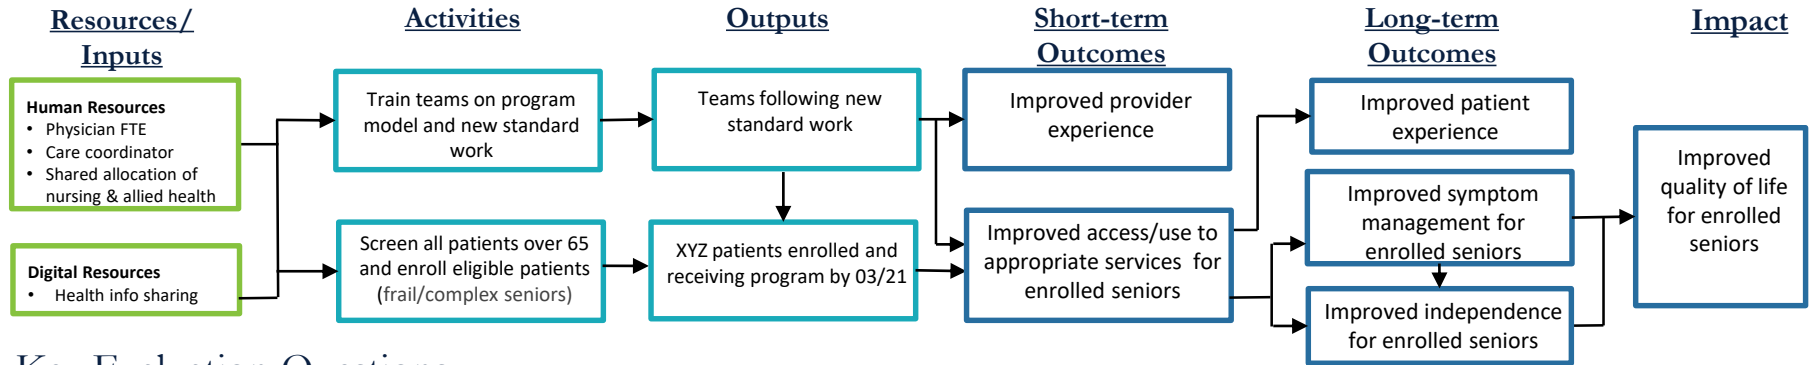 Resources/
Inputs
Activities
Outputs
Short-term
Outcomes
Long-term
Outcomes
Impact
Human Resources
• Physician FTE
• Care coordinator
• Shared allocation of
nursing & allied health
Digital Resources
• Health info sharing
Train teams on program
model and new standard
work
Screen all patients over 65
and enroll eligible patients
(frail/complex seniors)
Teams following new
standard work
XYZ patients enrolled and
receiving program by 03/21
Improved provider
experience
Improved access/use to
appropriate services for
enrolled seniors
Improved patient
experience
Improved symptom
management for
enrolled seniors
Improved independence
for enrolled seniors
Improved
quality of life
for enrolled
seniors
Key Evaluation Questions